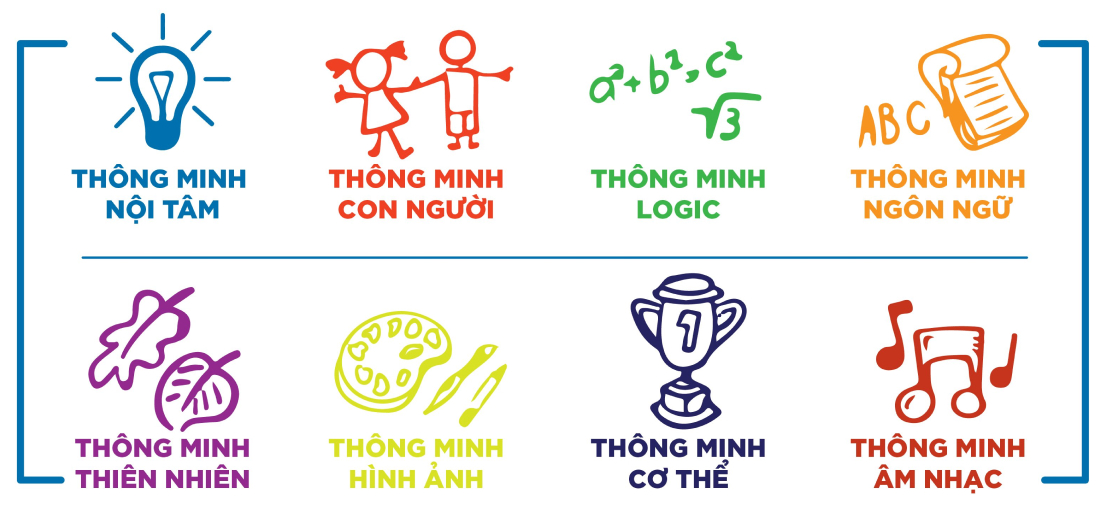 a² + b², c²
√3
ABC
THÔNG MINH
NỘI TÂM
THÔNG MINH
CON NGƯỜI
THÔNG MINH
LOGIC
THÔNG MINH
NGÔN NGỮ
1
THÔNG MINH
THIÊN NHIÊN
THÔNG MINH
HÌNH ẢNH
THÔNG MINH
CƠ THỂ
THÔNG MINH
ÂM NHẠC